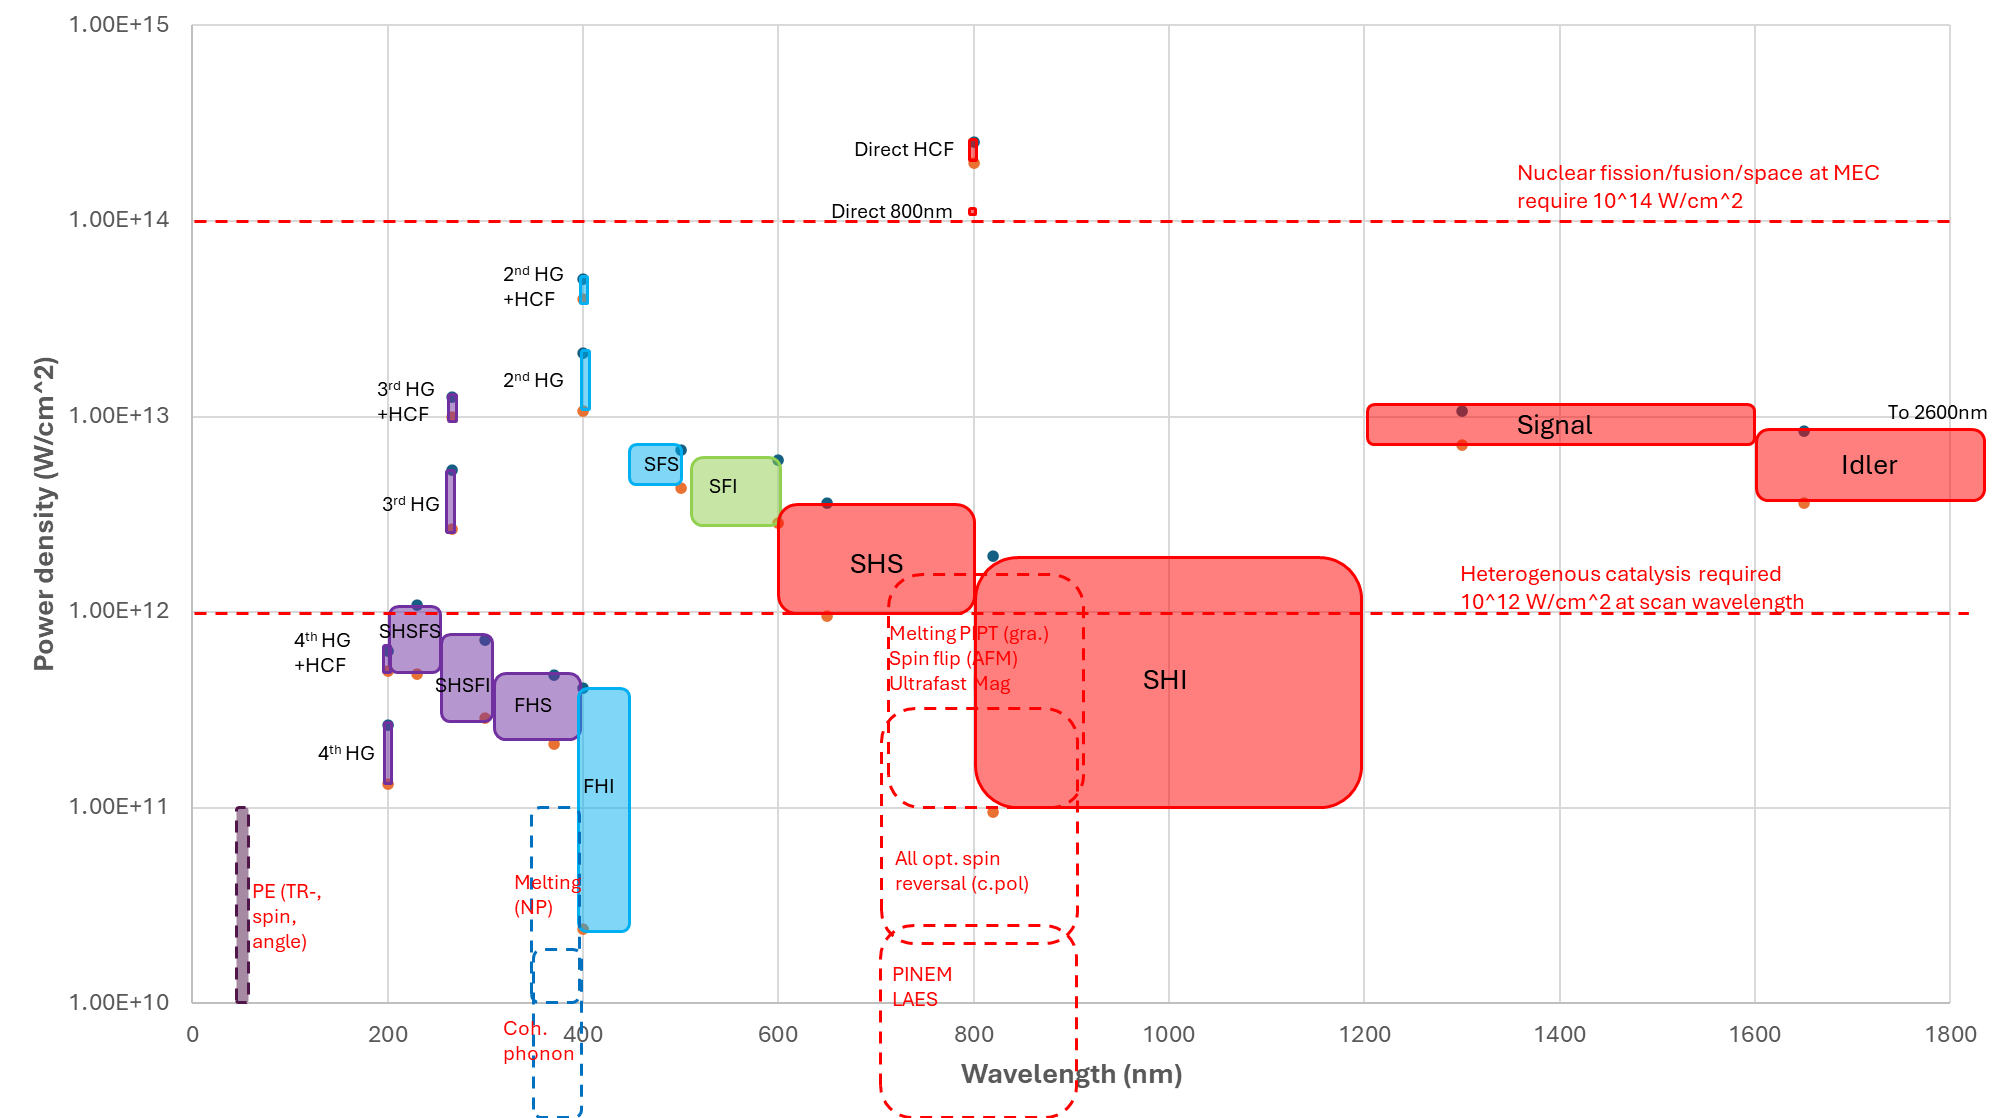 1.00E+15
Direct HCF
Nuclear fission/fusion/space at MEC
require 10^14 W/cm^2
Direct 800nm
1.00E+14
2nd HG
+HCF
2nd HG
3rd HG
+HCF
1.00E+13
To 2600nm
Signal
Idler
SFS
SFI
3rd HG
SHS
Heterogenous catalysis required
10^12 W/cm^2 at scan wavelength
1.00E+12
SHSFS
4th HG
+HCF
Melting PIPT (gra.)
Spin flip (AFM)
Ultrafast Mag
SHI
SHSFI
FHS
4th HG
FHI
1.00E+11
All opt. spin
reversal (c.pol)
Melting
(NP)
PE (TR-,
spin,
angle)
PINEM
LAES
1.00E+10
Con.
phonon
0
200
400
600
800
1000
1200
1400
1600
1800
Wavelength (nm)
Power density (W/cm^2)